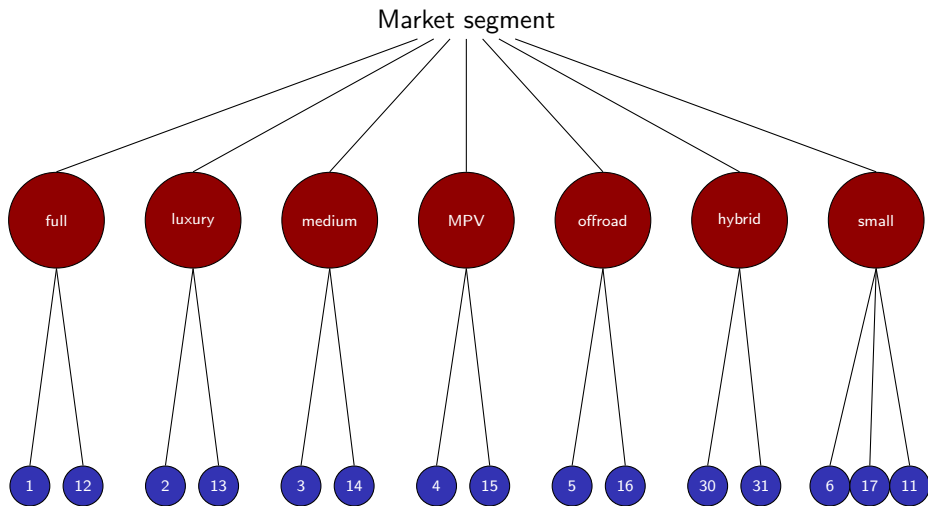 Market segment
full luxury medium MPV offroad hybrid small
1 12 2 13 3 14 4 15 5 16 30 31 6 17 11